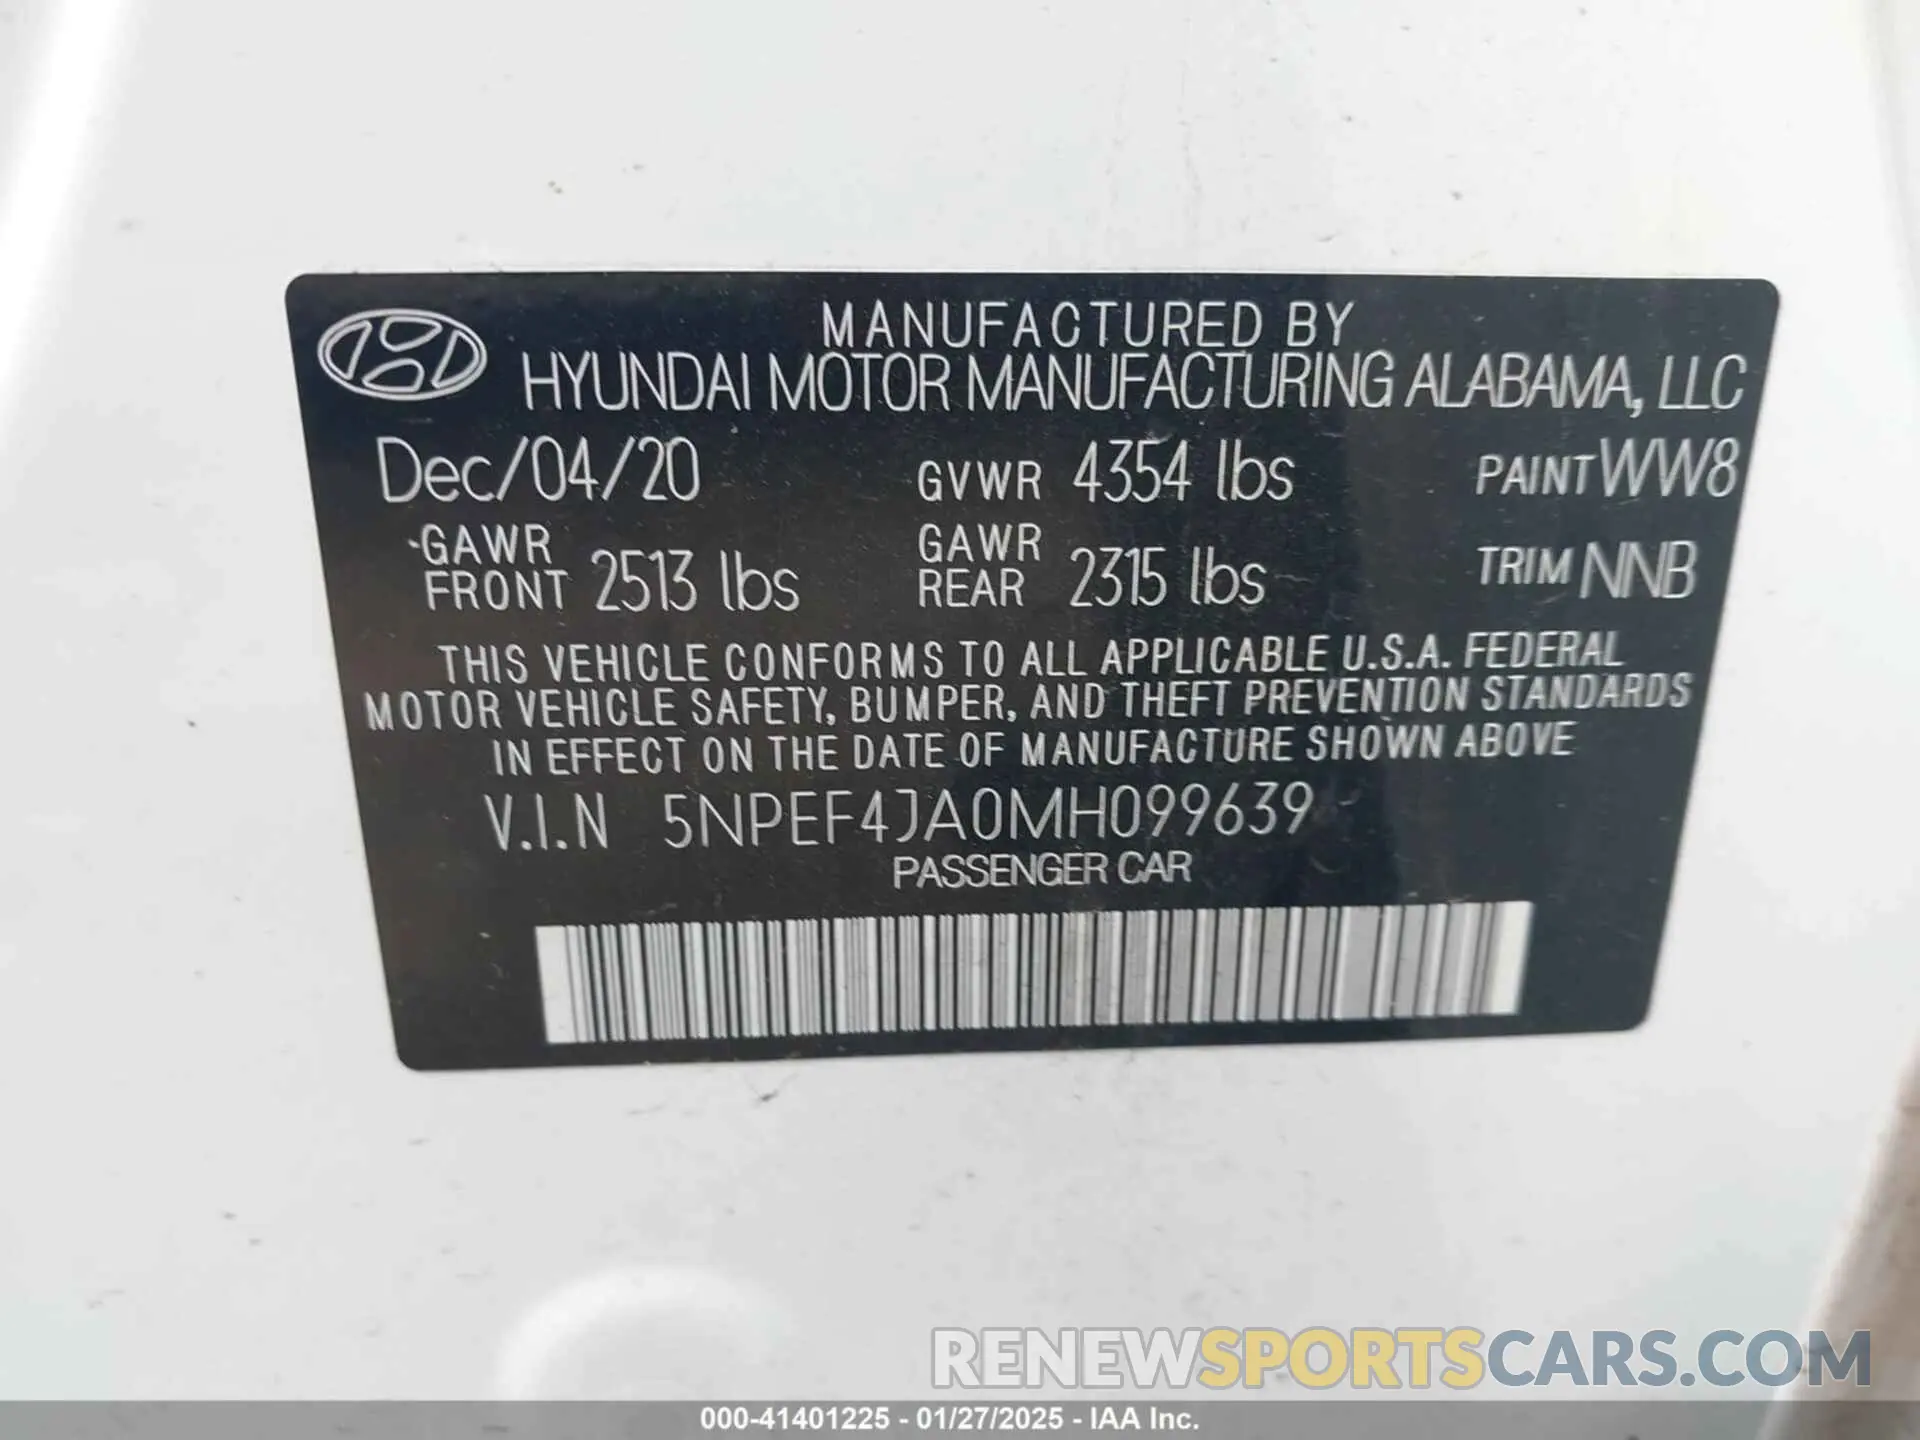 MANUFACTURED BY
HYUNDAI MOTOR MANUFACTURING ALABAMA, LLC
Dec/04/20 GVWR 4354 lbs PAINT WW8
GAWR FRONT 2513 lbs GAWR REAR 2315 lbs TRIM NNB
THIS VEHICLE CONFORMS TO ALL APPLICABLE U.S.A. FEDERAL
MOTOR VEHICLE SAFETY, BUMPER, AND THEFT PREVENTION STANDARDS
IN EFFECT ON THE DATE OF MANUFACTURE SHOWN ABOVE
V.I.N 5NPEF4JA0MH099639
PASSENGER CAR
RENEWSPORTSCARS.COM
000-41401225 - 01/27/2025 - IAA Inc.